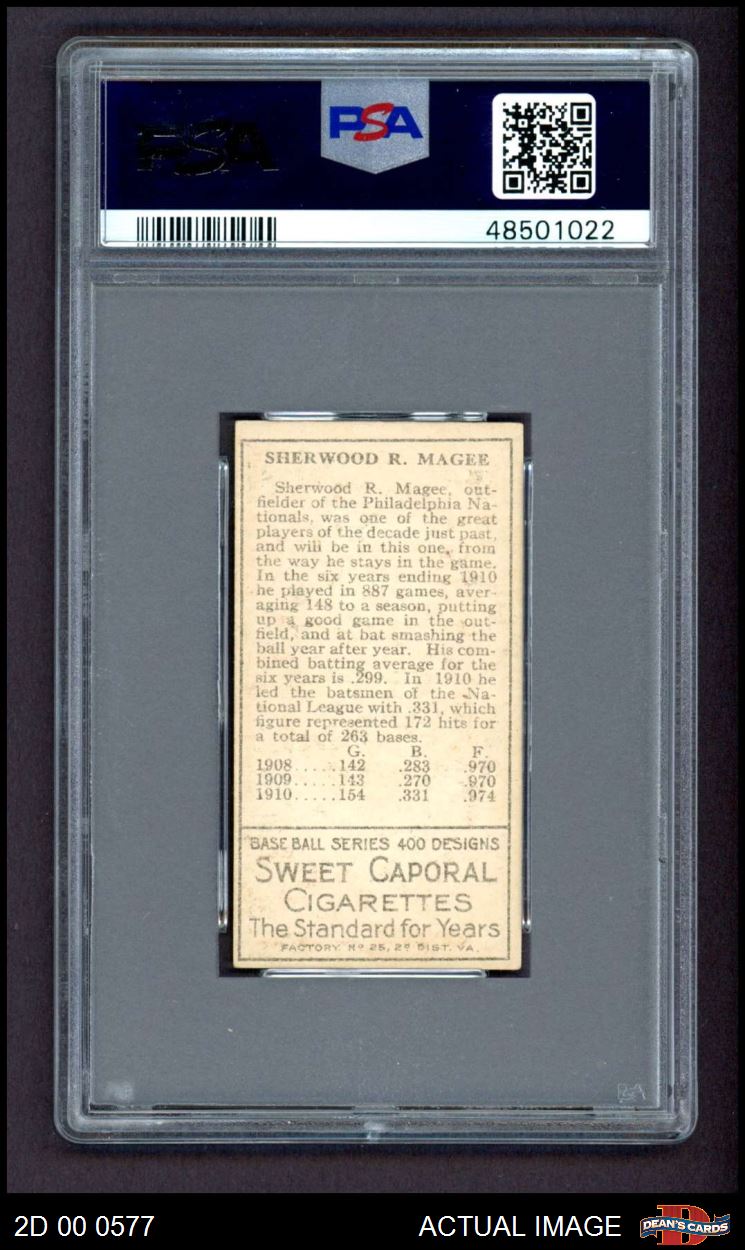 PSA
PSA
48501022
SHERWOOD R. MAGEE
Sherwood R. Magee, out-
fielder of the Philadelphia Na-
tionals, was one of the great
players of the decade just past,
and will be in this one, from
the way he stays in the game.
In the six years ending 1910
he played in 887 games, aver-
aging 148 to a season, putting
up a good game in the out-
field, and at bat smashing the
ball year after year. His com-
bined batting average for the
six years is .299. In 1910 he
led the batsmen of the Na-
tional League with .331, which
figure represented 172 hits for
a total of 263 bases.
G. B. F.
1908.....142 .283 .970
1909.....143 .270 .970
1910.....154 .331 .974
BASE BALL SERIES 400 DESIGNS
SWEET CAPORAL
CIGARETTES
The Standard for Years
FACTORY Nº 25, 2º DIST. VA.
PSA
2D 00 0577
ACTUAL IMAGE
D
DEAN'S CARDS